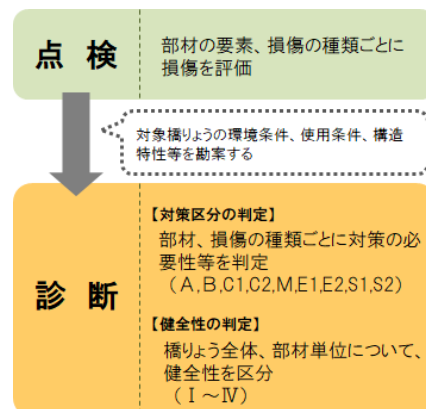 点 検
部材の要素、損傷の種類ごとに
損傷を評価
対象橋りょうの環境条件、使用条件、構造
特性等を勘案する
診 断
【対策区分の判定】
部材、損傷の種類ごとに対策の必
要性等を判定
（A,B,C1,C2,M,E1,E2,S1,S2）
【健全性の判定】
橋りょう全体、部材単位について、
健全性を区分
（Ⅰ～Ⅳ）